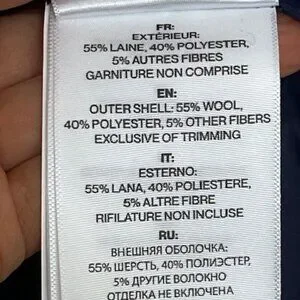 FR:
EXTÉRIEUR:
55% LAINE, 40% POLYESTER,
5% AUTRES FIBRES
GARNITURE NON COMPRISE
EN:
OUTER SHELL: 55% WOOL,
40% POLYESTER, 5% OTHER FIBERS
EXCLUSIVE OF TRIMMING
IT:
ESTERNO:
55% LANA, 40% POLIESTERE,
5% ALTRE FIBRE
RIFILATURE NON INCLUSE
RU:
ВНЕШНЯЯ ОБОЛОЧКА:
55% ШЕРСТЬ, 40% ПОЛИЭСТЕР,
5% ДРУГИЕ ВОЛОКНО
ОТДЕЛКА НЕ ВКЛЮЧЕНА